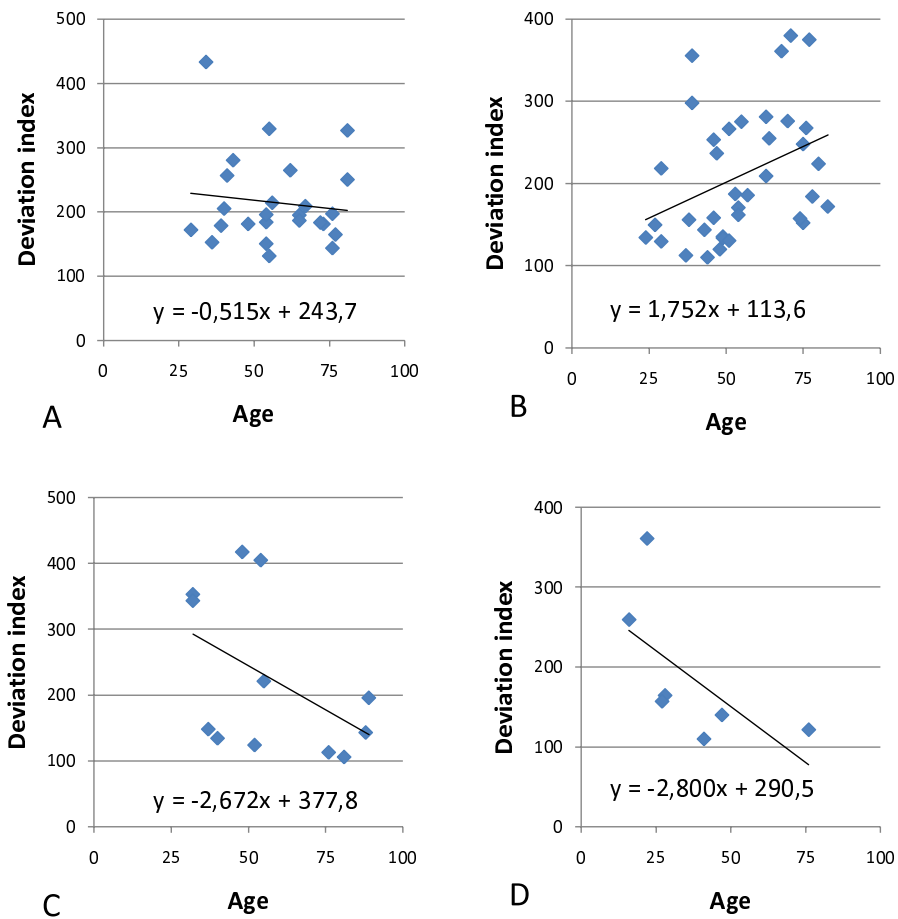 500
400
300
200
100
0
Deviation index
y = -0,515x + 243,7
0 25 50 75 100
Age
A
400
300
200
100
0
Deviation index
y = 1,752x + 113,6
0 25 50 75 100
Age
B
500
400
300
200
100
0
Deviation index
y = -2,672x + 377,8
0 25 50 75 100
Age
C
400
300
200
100
0
Deviation index
y = -2,800x + 290,5
0 25 50 75 100
Age
D